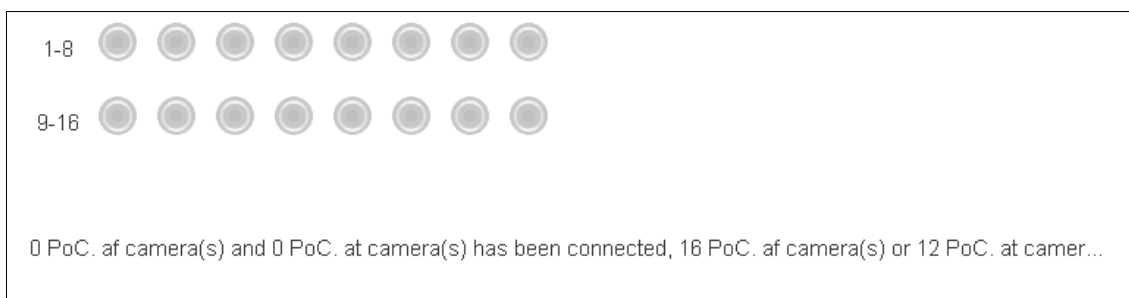 1-8
9-16
0 PoC. af camera(s) and 0 PoC. at camera(s) has been connected, 16 PoC. af camera(s) or 12 PoC. at camer...